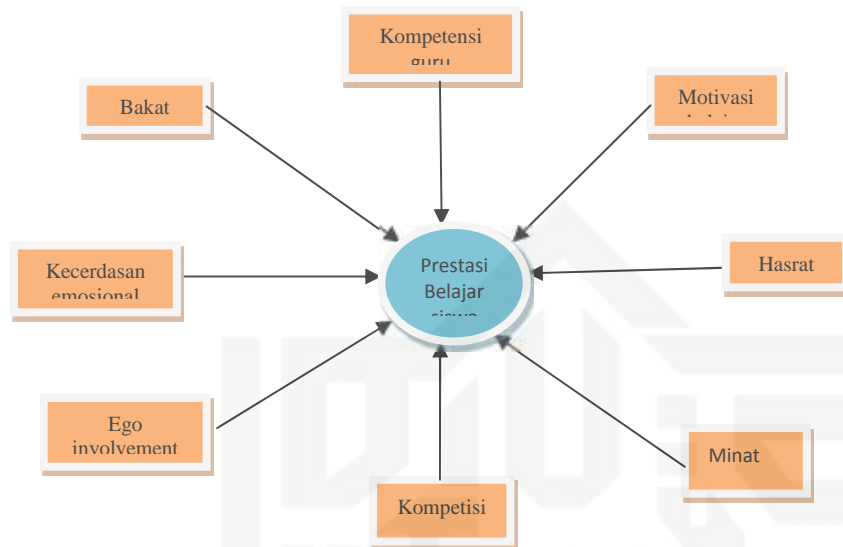 Kompetensi
guru
Bakat
Motivasi
Kecerdasan
emosional
Prestasi
Belajar
siswa
Hasrat
Ego
involvement
Minat
Kompetisi